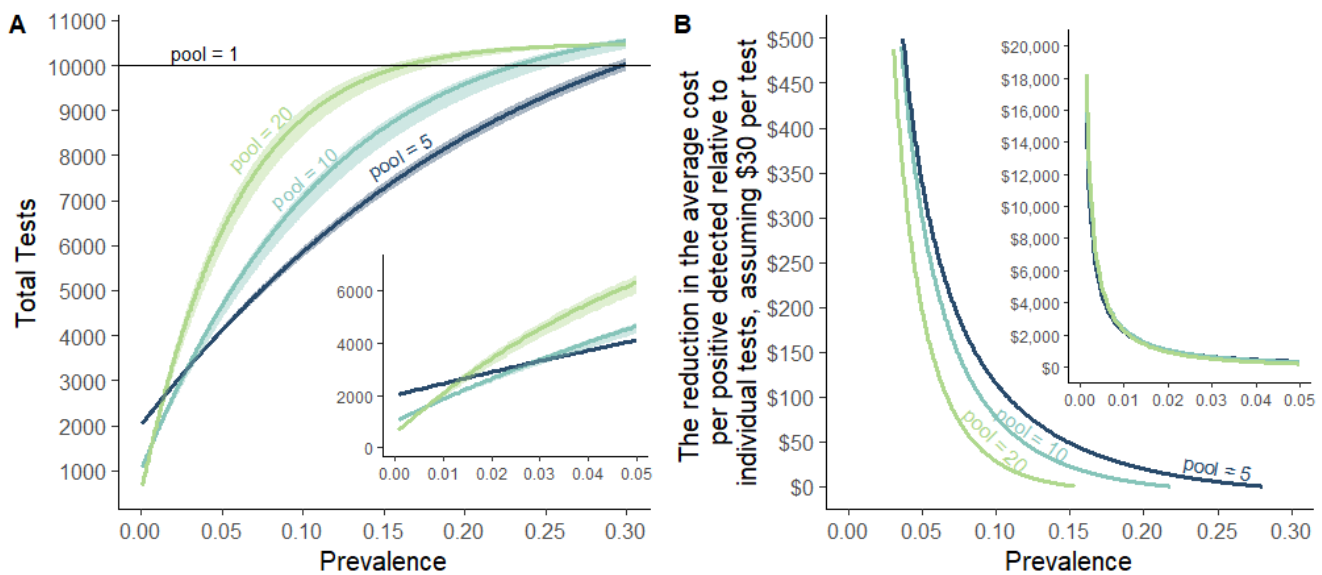 A
Total Tests
11000
10000
9000
8000
7000
6000
5000
4000
3000
2000
1000
pool = 1
pool = 20
pool = 10
pool = 5
6000
4000
2000
0
0.00 0.01 0.02 0.03 0.04 0.05
0.00 0.05 0.10 0.15 0.20 0.25 0.30
Prevalence
B
The reduction in the average cost
per positive detected relative to
individual tests, assuming $30 per test
$500
$450
$400
$350
$300
$250
$200
$150
$100
$50
$0
pool = 20
pool = 10
pool = 5
$20,000
$18,000
$16,000
$14,000
$12,000
$10,000
$8,000
$6,000
$4,000
$2,000
$0
0.00 0.01 0.02 0.03 0.04 0.05
0.00 0.05 0.10 0.15 0.20 0.25 0.30
Prevalence